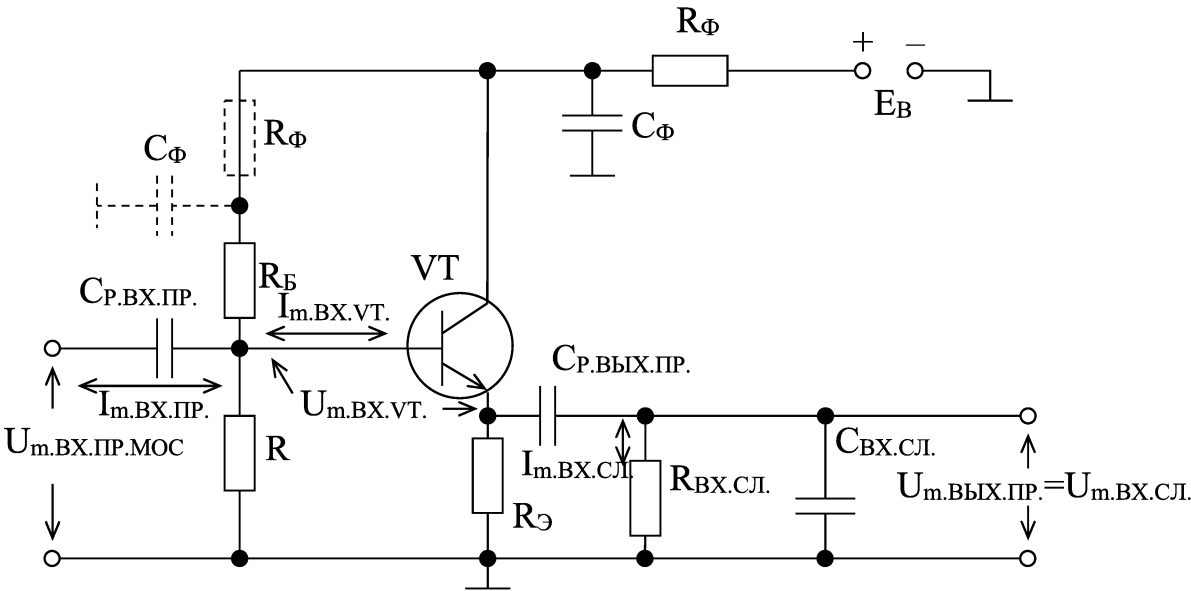 RФ
+ −
EВ
RФ
CФ
CФ
RБ
VT
CР.ВХ.ПР.
Im.ВХ.VT.
CР.ВЫХ.ПР.
Im.ВХ.ПР.
Um.ВХ.VT.
Um.ВХ.ПР.МОС
R
CВХ.СЛ.
Im.ВХ.СЛ.
RВХ.СЛ.
Um.ВЫХ.ПР.=Um.ВХ.СЛ.
RЭ